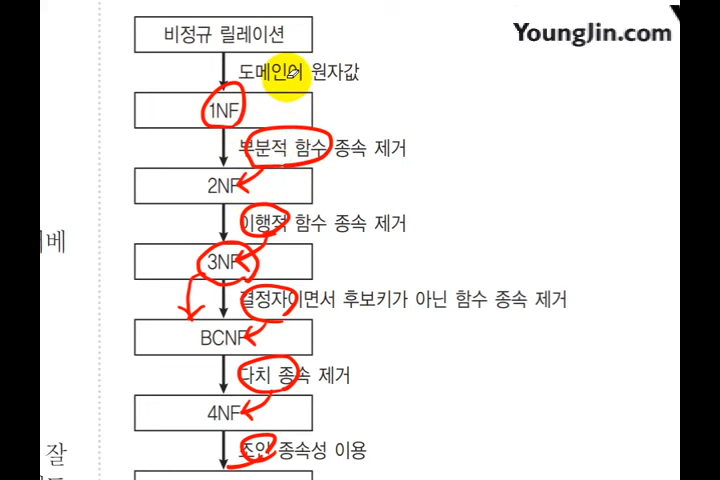 YoungJin.com
비정규 릴레이션
도메인이 원자값
1NF
부분적 함수 종속 제거
2NF
이행적 함수 종속 제거
3NF
결정자이면서 후보키가 아닌 함수 종속 제거
BCNF
다치 종속 제거
4NF
조인 종속성 이용
베
잘